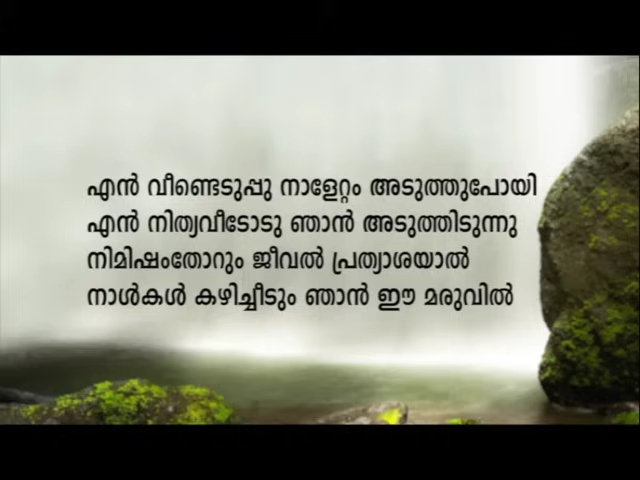 എൻ വീണ്ടെടുപ്പു നാളേറ്റം അടുത്തുപോയി
എൻ നിത്യവീടോടു ഞാൻ അടുത്തിടുന്നു
നിമിഷംതോറും ജീവൽ പ്രത്യാശയാൽ
നാൾകൾ കഴിച്ചീടും ഞാൻ ഈ മരുവിൽ